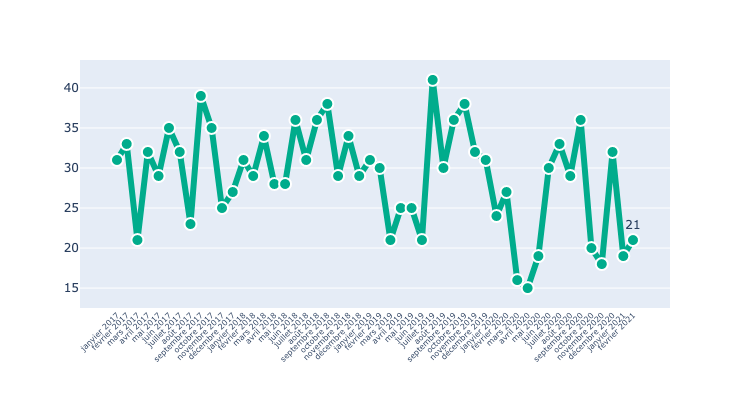 40
35
30
25
20
15
21
janvier 2017
février 2017
mars 2017
avril 2017
mai 2017
juin 2017
juillet 2017
août 2017
septembre 2017
octobre 2017
novembre 2017
décembre 2017
janvier 2018
février 2018
mars 2018
avril 2018
mai 2018
juin 2018
juillet 2018
août 2018
septembre 2018
octobre 2018
novembre 2018
décembre 2018
janvier 2019
février 2019
mars 2019
avril 2019
mai 2019
juin 2019
juillet 2019
août 2019
septembre 2019
octobre 2019
novembre 2019
décembre 2019
janvier 2020
février 2020
mars 2020
avril 2020
mai 2020
juin 2020
juillet 2020
août 2020
septembre 2020
octobre 2020
novembre 2020
décembre 2020
janvier 2021
février 2021